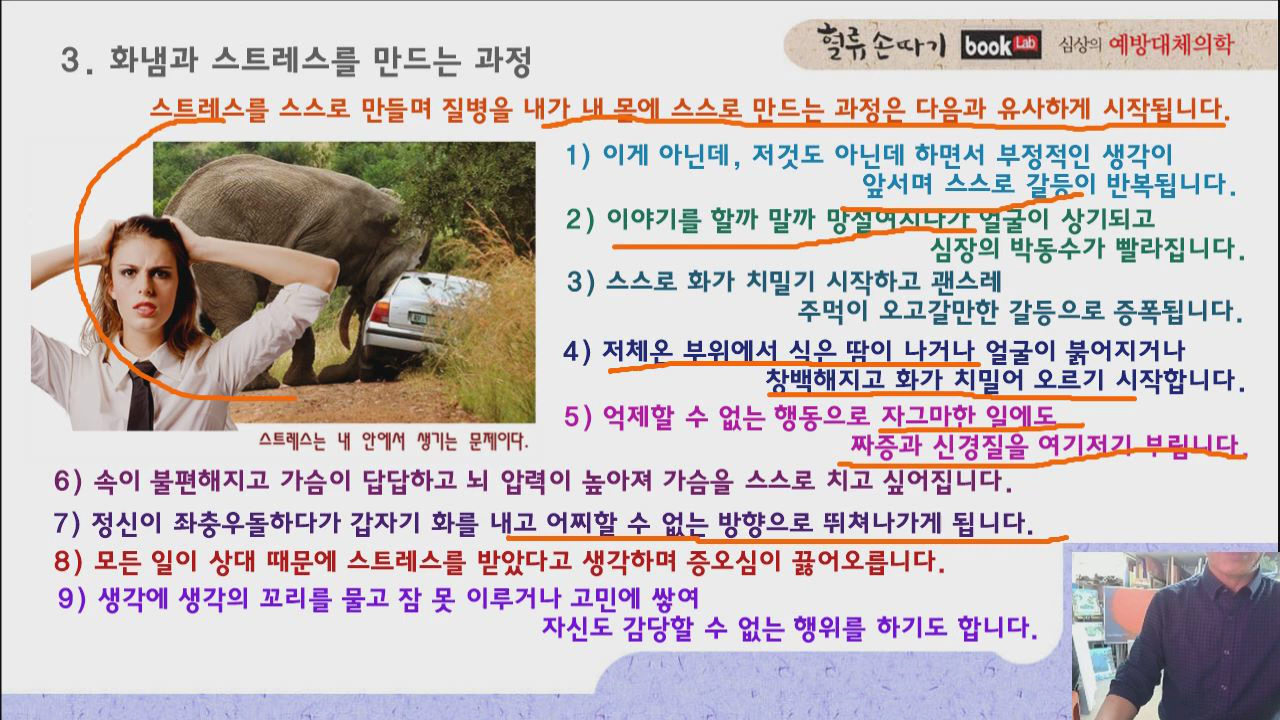 3. 화냄과 스트레스를 만드는 과정
혈류 손따기 book Lab 심상의 예방대체의학
스트레스를 스스로 만들며 질병을 내가 내 몸에 스스로 만드는 과정은 다음과 유사하게 시작됩니다.
1) 이게 아닌데, 저것도 아닌데 하면서 부정적인 생각이
앞서며 스스로 갈등이 반복됩니다.
2) 이야기를 할까 말까 망설여지다가 얼굴이 상기되고
심장의 박동수가 빨라집니다.
3) 스스로 화가 치밀기 시작하고 괜스레
주먹이 오고갈만한 갈등으로 증폭됩니다.
4) 저체온 부위에서 식은 땀이 나거나 얼굴이 붉어지거나
창백해지고 화가 치밀어 오르기 시작합니다.
5) 억제할 수 없는 행동으로 자그마한 일에도
짜증과 신경질을 여기저기 부립니다.
스트레스는 내 안에서 생기는 문제이다.
6) 속이 불편해지고 가슴이 답답하고 뇌 압력이 높아져 가슴을 스스로 치고 싶어집니다.
7) 정신이 좌충우돌하다가 갑자기 화를 내고 어찌할 수 없는 방향으로 뛰쳐나가게 됩니다.
8) 모든 일이 상대 때문에 스트레스를 받았다고 생각하며 증오심이 끓어오릅니다.
9) 생각에 생각의 꼬리를 물고 잠 못 이루거나 고민에 쌓여
자신도 감당할 수 없는 행위를 하기도 합니다.